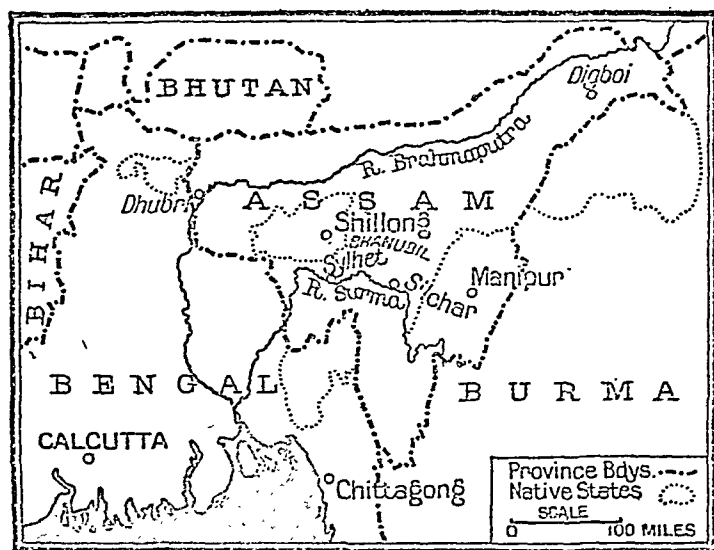 BHUTAN
Digboi
R. Brahmaputra
BIHAR
Dhubri
ASSAM
Shillong
BHANUBIL
Sylhet
R. Surma
Silchar
Manipur
BENGAL
BURMA
CALCUTTA
Chittagong
Province Bdys.
Native States
SCALE
0 100 MILES